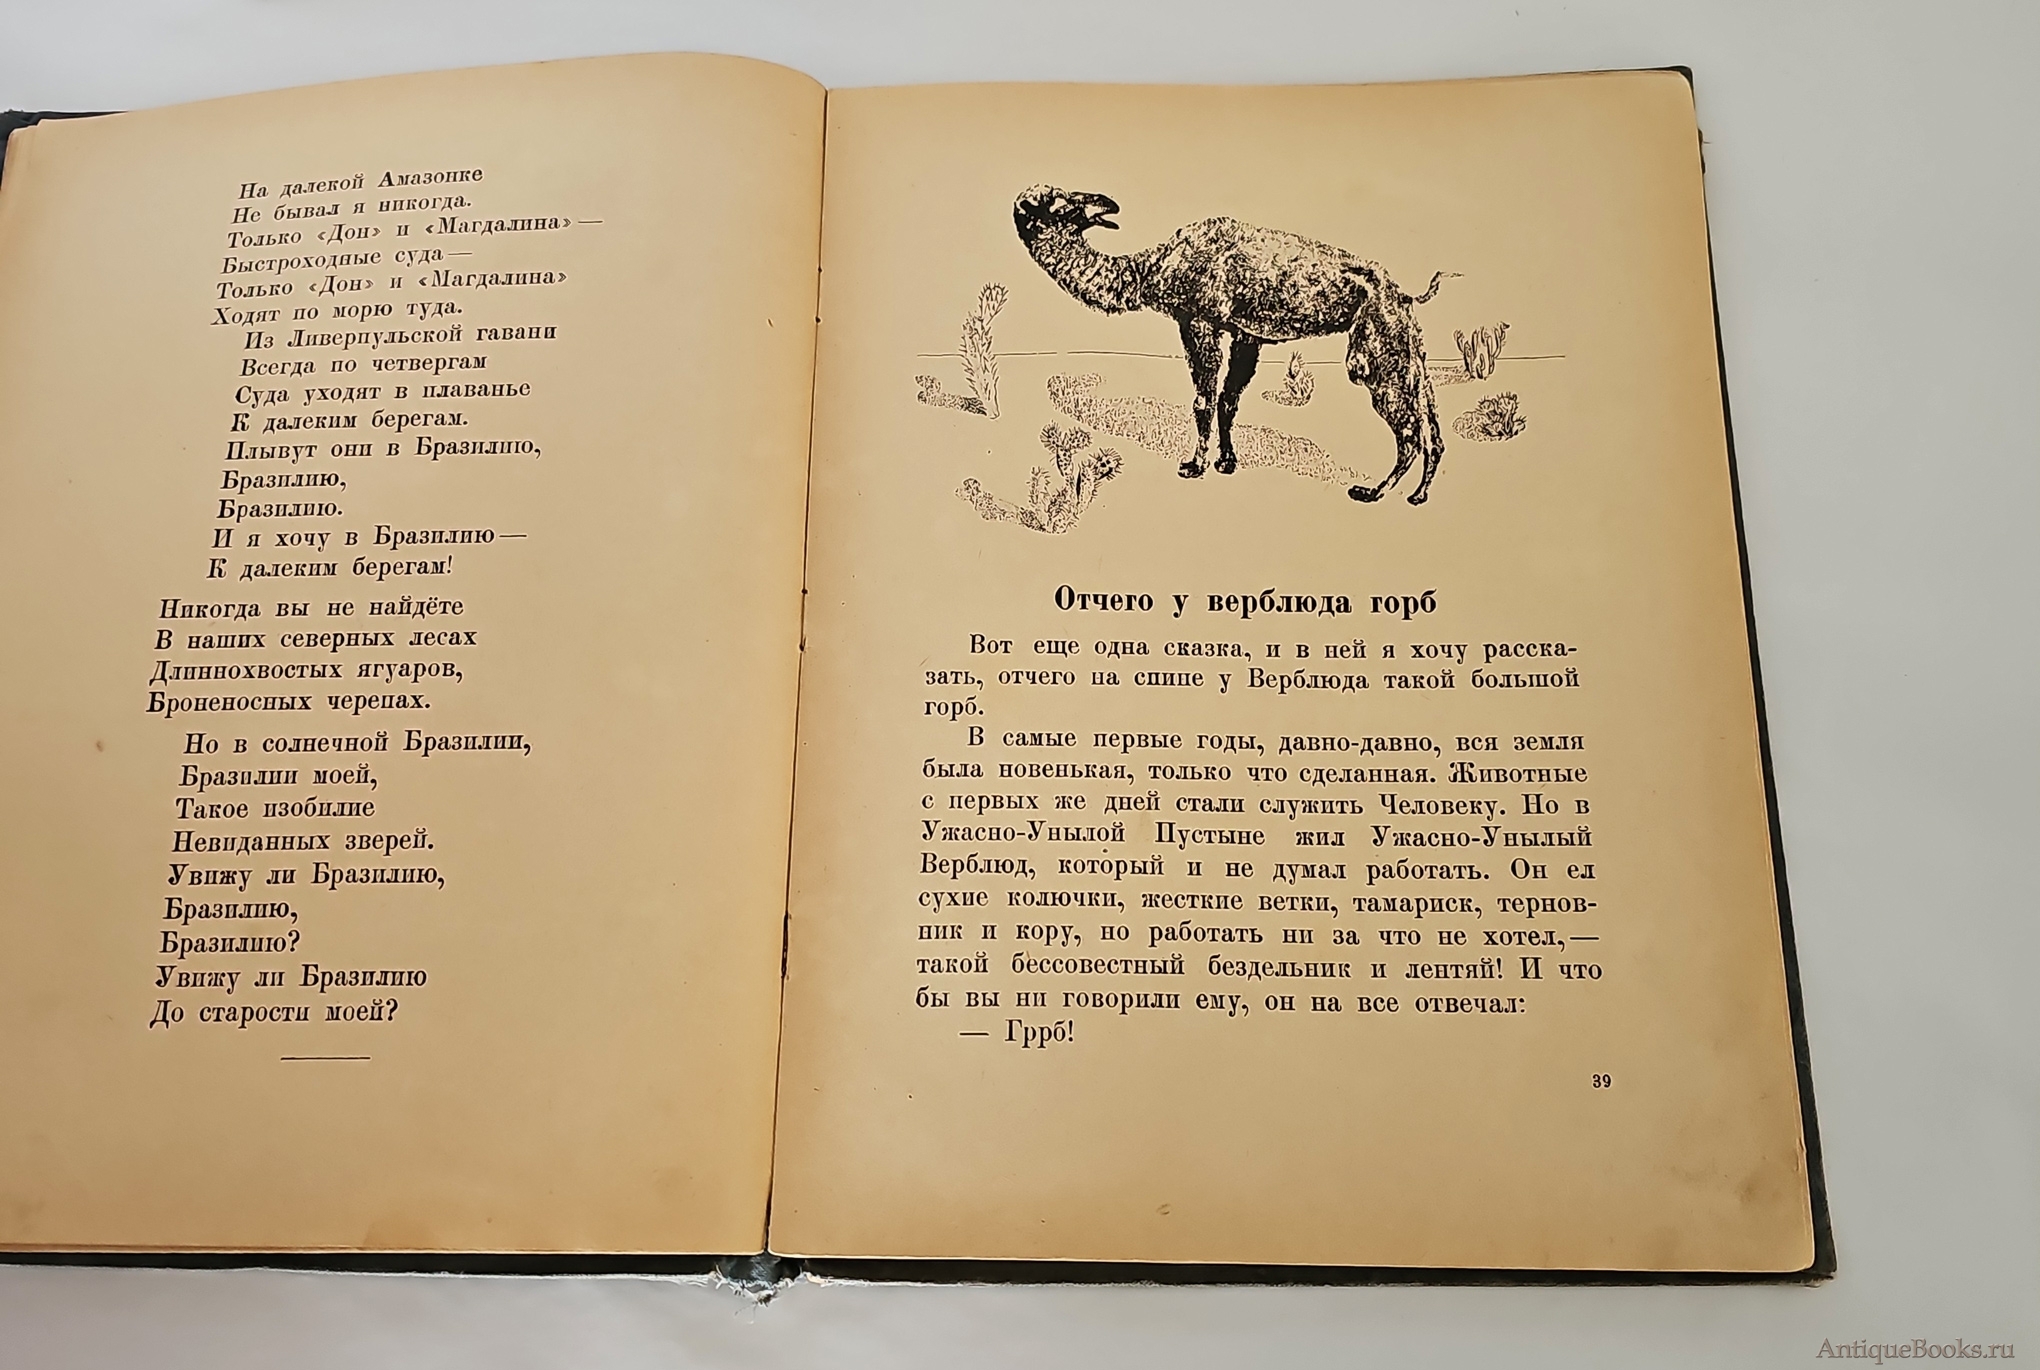 На далекой Амазонке
Не бывал я никогда.
Только «Дон» и «Магдалина» —
Быстроходные суда —
Только «Дон» и «Магдалина»
Ходят по морю туда.
Из Ливерпульской гавани
Всегда по четвергам
Суда уходят в плаванье
К далеким берегам.
Плывут они в Бразилию,
Бразилию,
Бразилию.
И я хочу в Бразилию —
К далеким берегам!
Никогда вы не найдёте
В наших северных лесах
Длиннохвостых ягуаров,
Броненосных черепах.
Но в солнечной Бразилии,
Бразилии моей,
Такое изобилие
Невиданных зверей.
Увижу ли Бразилию,
Бразилию,
Бразилию?
Увижу ли Бразилию
До старости моей?
Отчего у верблюда горб
Вот еще одна сказка, и в ней я хочу расска-
зать, отчего на спине у Верблюда такой большой
горб.
В самые первые годы, давно-давно, вся земля
была новенькая, только что сделанная. Животные
с первых же дней стали служить Человеку. Но в
Ужасно-Унылой Пустыне жил Ужасно-Унылый
Верблюд, который и не думал работать. Он ел
сухие колючки, жесткие ветки, тамариск, тернов-
ник и кору, но работать ни за что не хотел, —
такой бессовестный бездельник и лентяй! И что
бы вы ни говорили ему, он на все отвечал:
— Гррб!
39
AntiqueBooks.ru